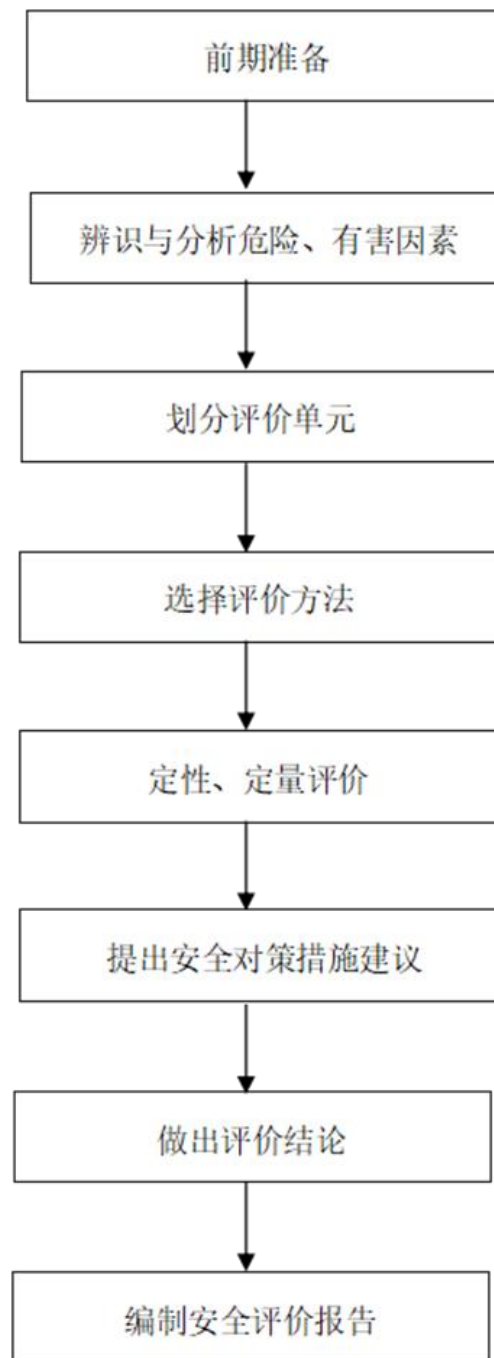 前期准备
辨识与分析危险、有害因素
划分评价单元
选择评价方法
定性、定量评价
提出安全对策措施建议
做出评价结论
编制安全评价报告